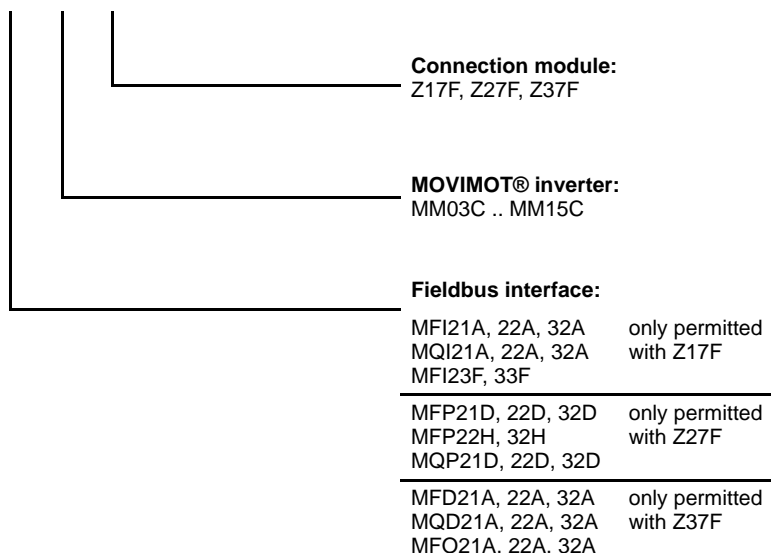 Connection module:
Z17F, Z27F, Z37F
MOVIMOT® inverter:
MM03C .. MM15C
Fieldbus interface:
MFI21A, 22A, 32A only permitted
MQI21A, 22A, 32A with Z17F
MFI23F, 33F
MFP21D, 22D, 32D only permitted
MFP22H, 32H with Z27F
MQP21D, 22D, 32D
MFD21A, 22A, 32A only permitted
MQD21A, 22A, 32A with Z37F
MFO21A, 22A, 32A